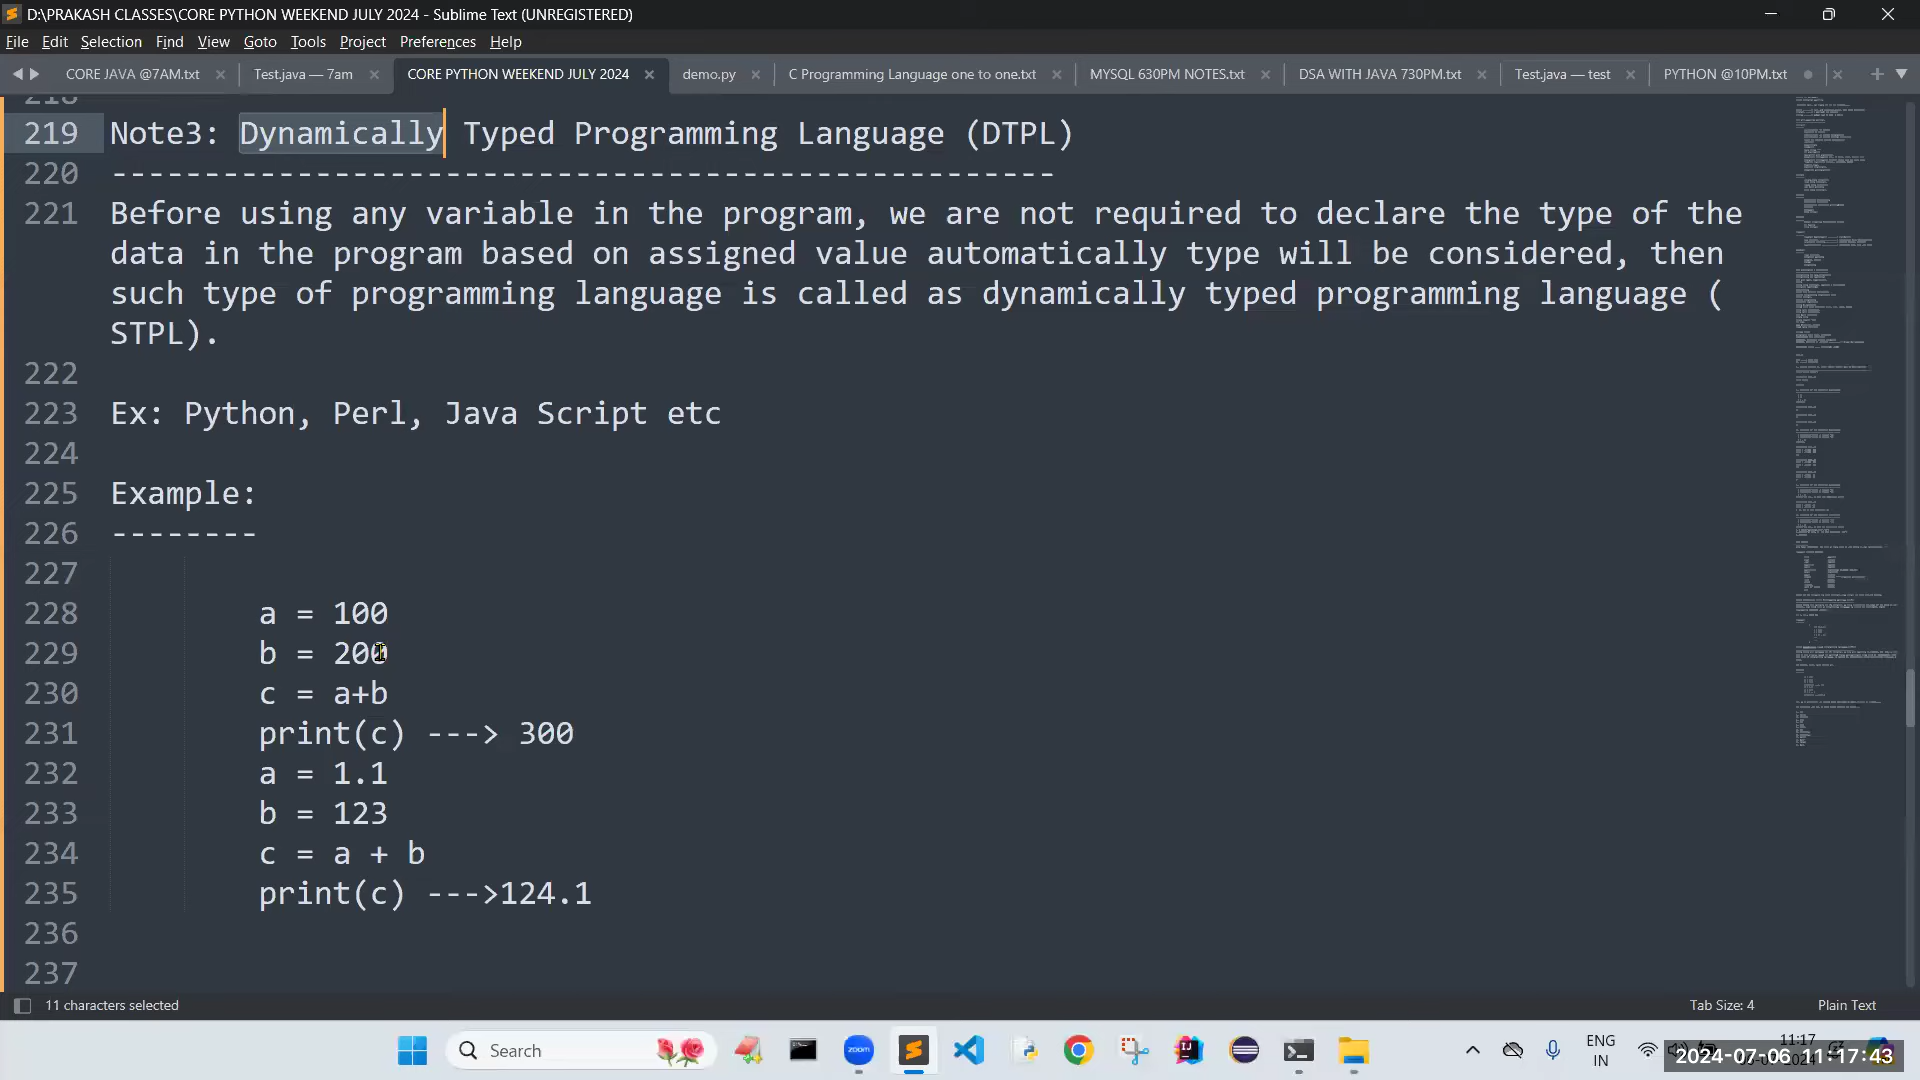 D:\PRAKASH CLASSES\CORE PYTHON WEEKEND JULY 2024 - Sublime Text (UNREGISTERED)
File Edit Selection Find View Goto Tools Project Preferences Help
CORE JAVA @7AM.txt Test.java — 7am CORE PYTHON WEEKEND JULY 2024 demo.py C Programming Language one to one.txt MYSQL 630PM NOTES.txt DSA WITH JAVA 730PM.txt Test.java — test PYTHON @10PM.txt
218
219 Note3: Dynamically Typed Programming Language (DTPL)
220 ---------------------------------------------------
221 Before using any variable in the program, we are not required to declare the type of the
data in the program based on assigned value automatically type will be considered, then
such type of programming language is called as dynamically typed programming language (
STPL).
222
223 Ex: Python, Perl, Java Script etc
224
225 Example:
226 --------
227
228 a = 100
229 b = 200
230 c = a+b
231 print(c) ---> 300
232 a = 1.1
233 b = 123
234 c = a + b
235 print(c) --->124.1
236
237
11 characters selected Tab Size: 4 Plain Text
Search zoom ENG 11:17
IN 2024-07-06 11:17:43